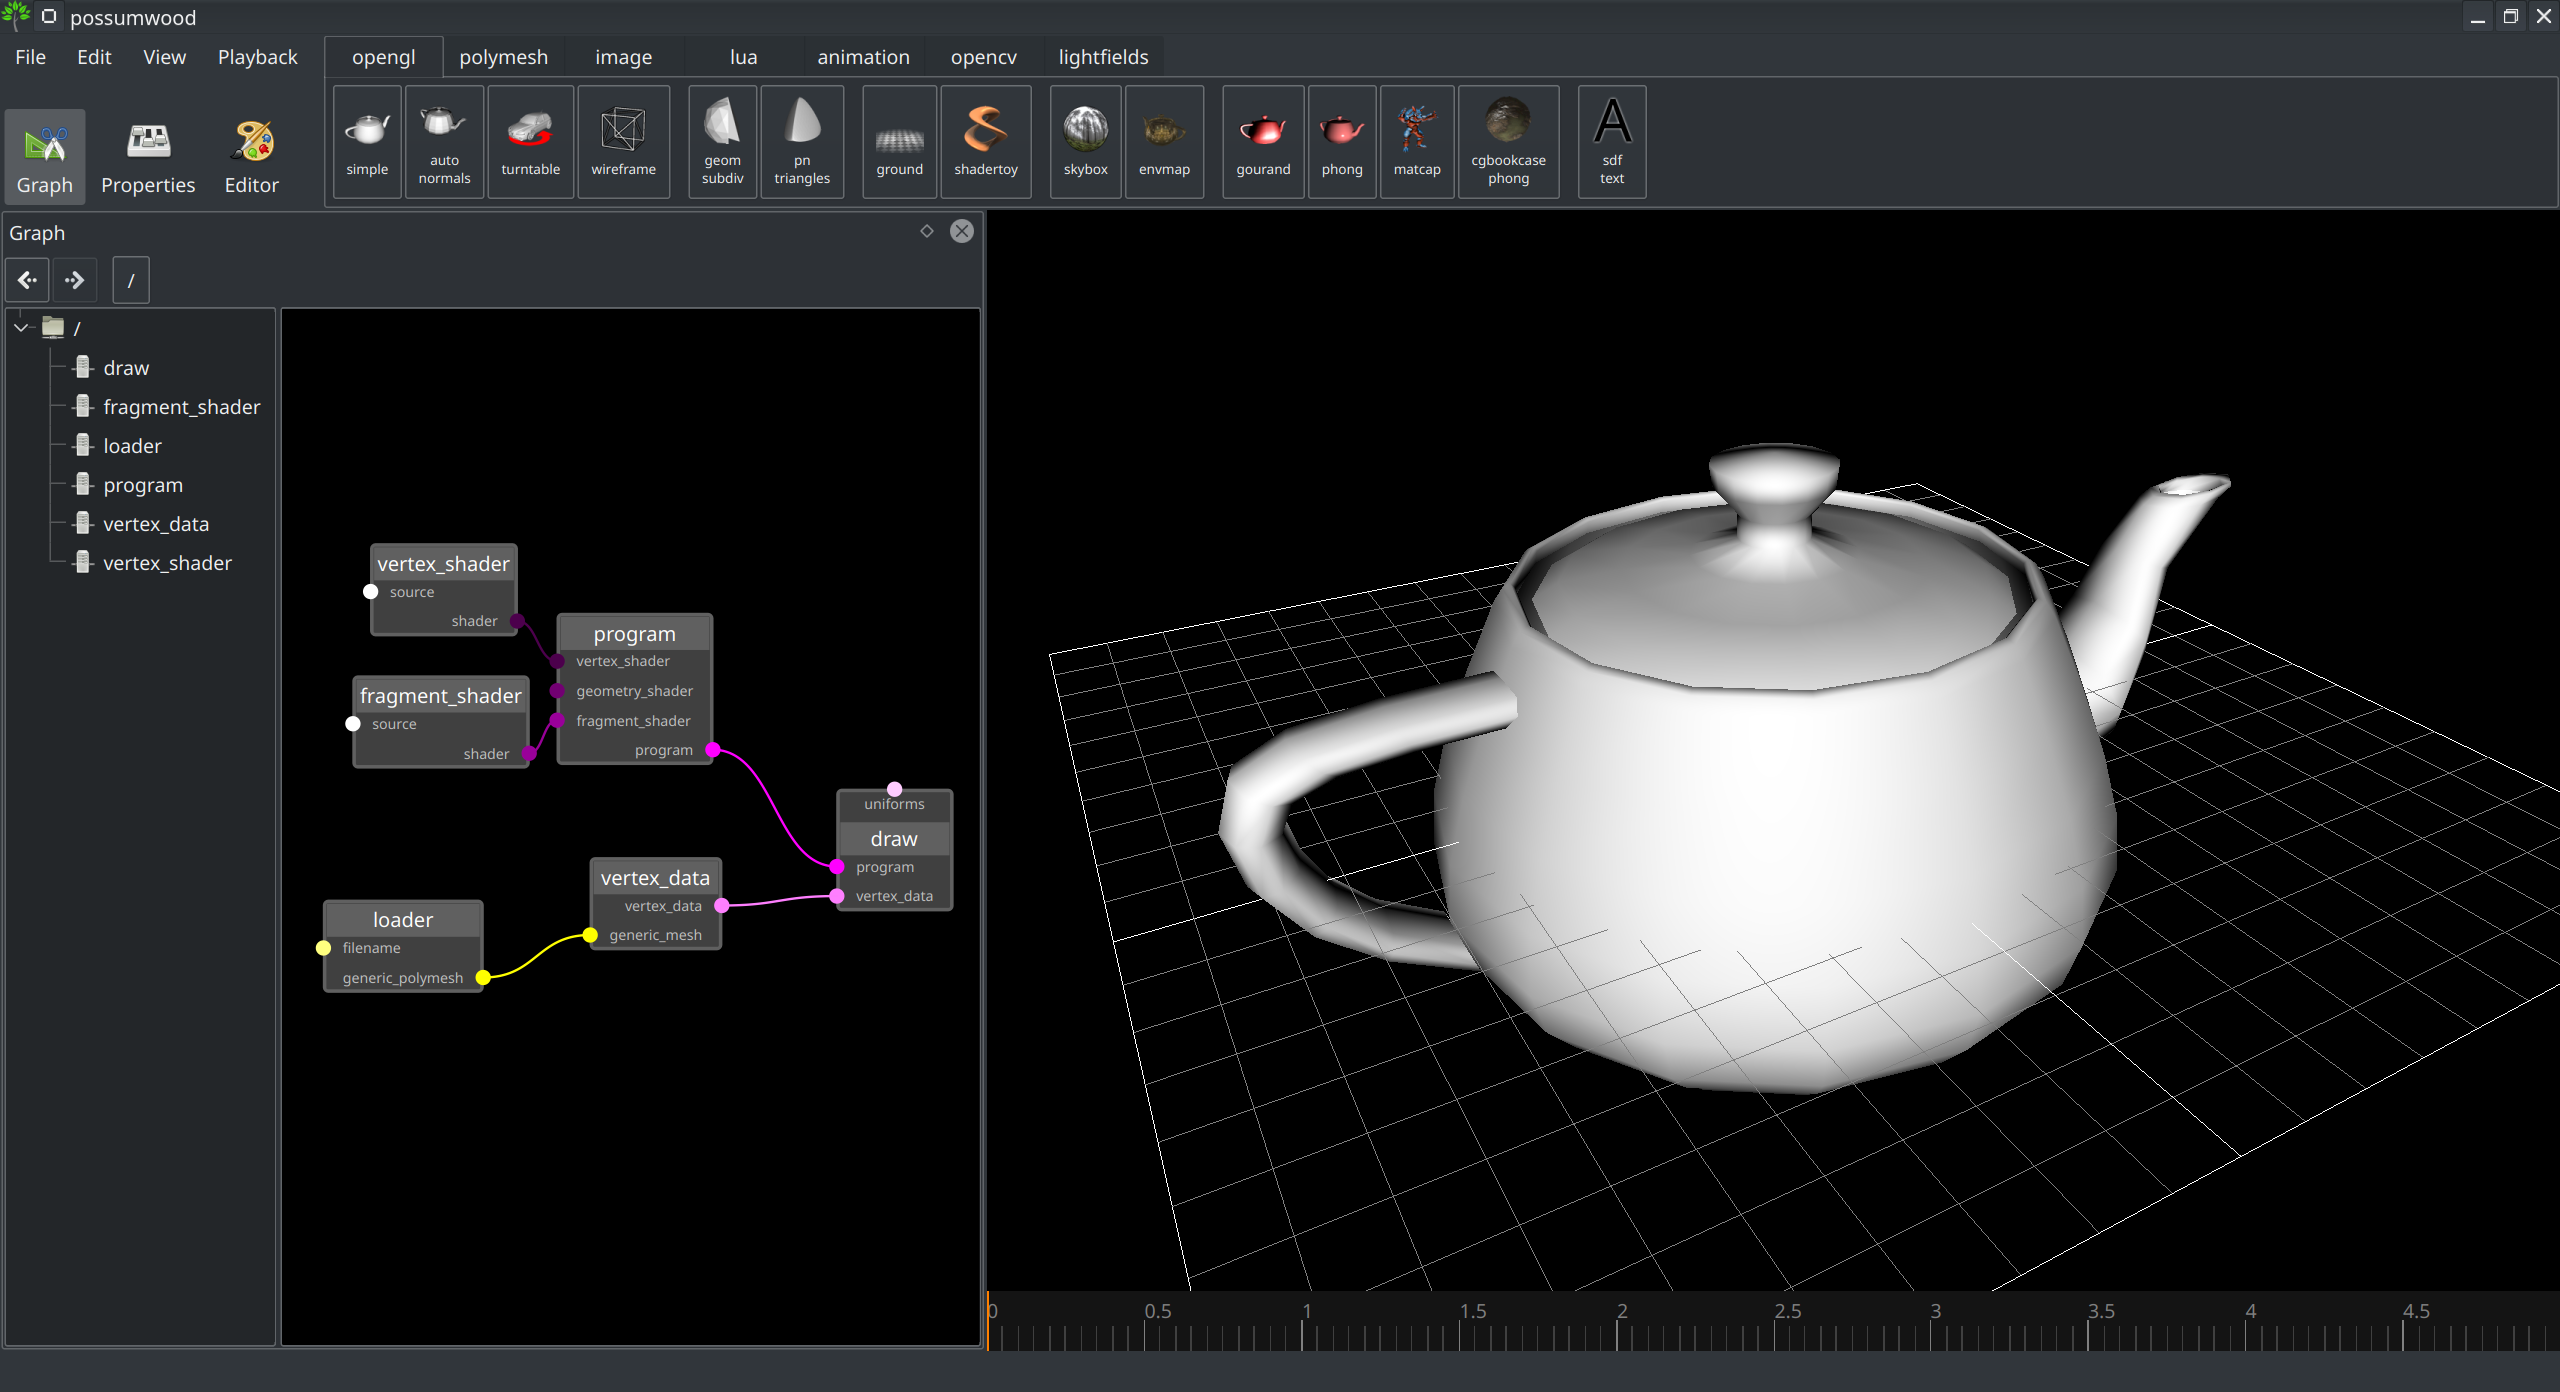 possumwood
File Edit View Playback
opengl polymesh image lua animation opencv lightfields
Graph Properties Editor
simple
auto
normals
turntable
wireframe
geom
subdiv
pn
triangles
ground
shadertoy
skybox
envmap
gourand
phong
matcap
cgbookcase
phong
A
sdf
text
Graph
/
/
draw
fragment_shader
loader
program
vertex_data
vertex_shader
vertex_shader
source
shader
fragment_shader
source
shader
program
vertex_shader
geometry_shader
fragment_shader
program
uniforms
draw
program
vertex_data
vertex_data
vertex_data
generic_mesh
loader
filename
generic_polymesh
0 0.5 1 1.5 2 2.5 3 3.5 4 4.5